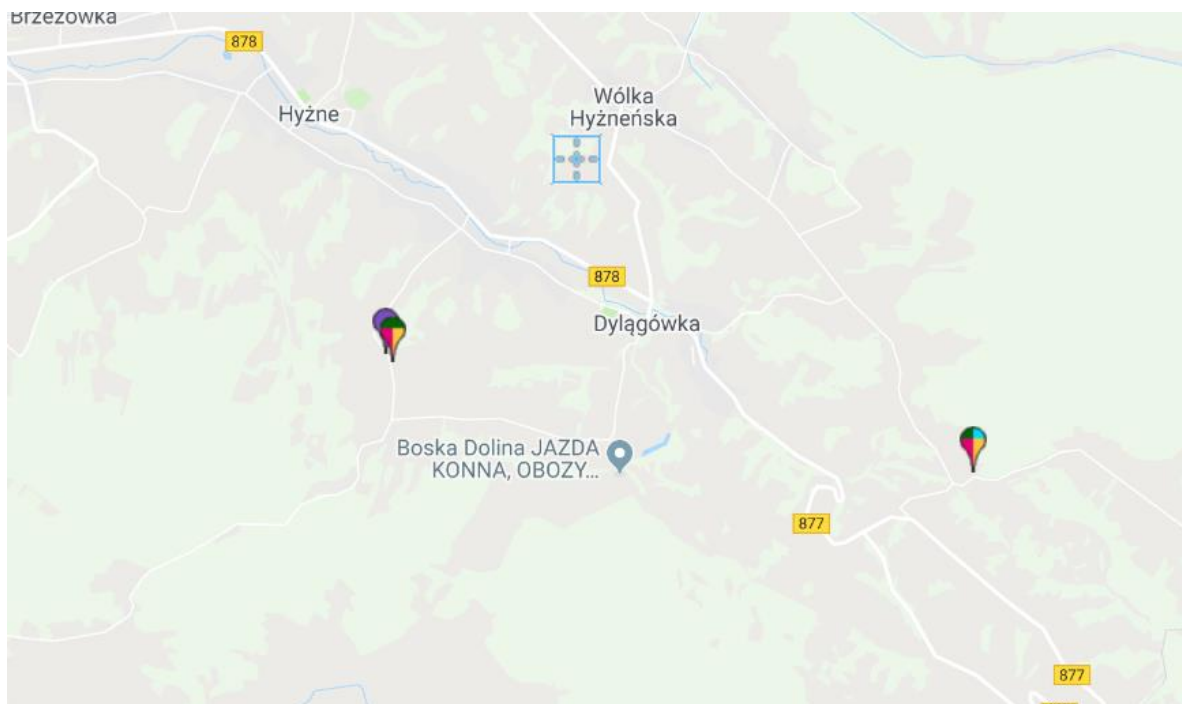 Brzezówka
878
Hyżne
Wólka
Hyżneńska
878
Dylągówka
Boska Dolina JAZDA
KONNA, OBOZY...
877
877